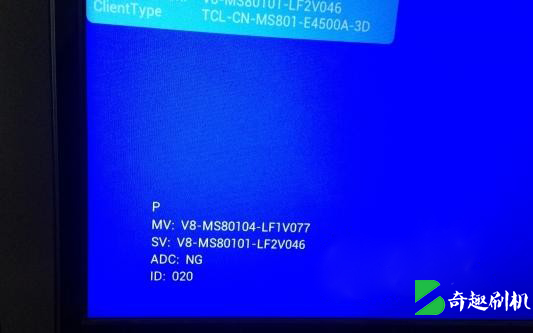 V8-MS80101-LF2V046
ClientType TCL-CN-MS801-E4500A-3D
P
MV: V8-MS80104-LF1V077
SV: V8-MS80101-LF2V046
ADC: NG
ID: 020
奇趣刷机